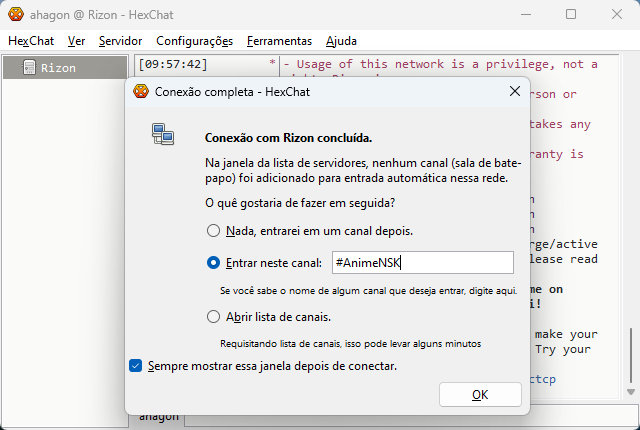 ahagon @ Rizon - HexChat
HexChat Ver Servidor Configurações Ferramentas Ajuda
Rizon
[09:57:42] * - Usage of this network is a privilege, not a
Conexão completa - HexChat
rson or
takes any
ranty is
Conexão com Rizon concluída.
Na janela da lista de servidores, nenhum canal (sala de bate-
papo) foi adicionado para entrada automática nessa rede.
O quê gostaria de fazer em seguida?
Nada, entrarei em um canal depois.
rge/active
Entrar neste canal: #AnimeNSK
lease read
Se você sabe o nome de algum canal que deseja entrar, digite aqui.
me on
i!
Abrir lista de canais.
make your
Requisitando lista de canais, isso pode levar alguns minutos
Try your
Sempre mostrar essa janela depois de conectar.
ctcp
OK
ahagon